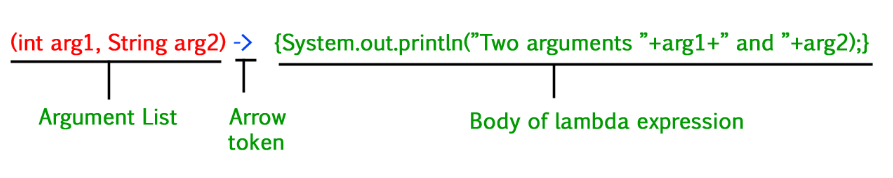 (int arg1, String arg2) -> {System.out.println(”Two arguments ”+arg1+” and ”+arg2);}
Argument List
Arrow
token
Body of lambda expression